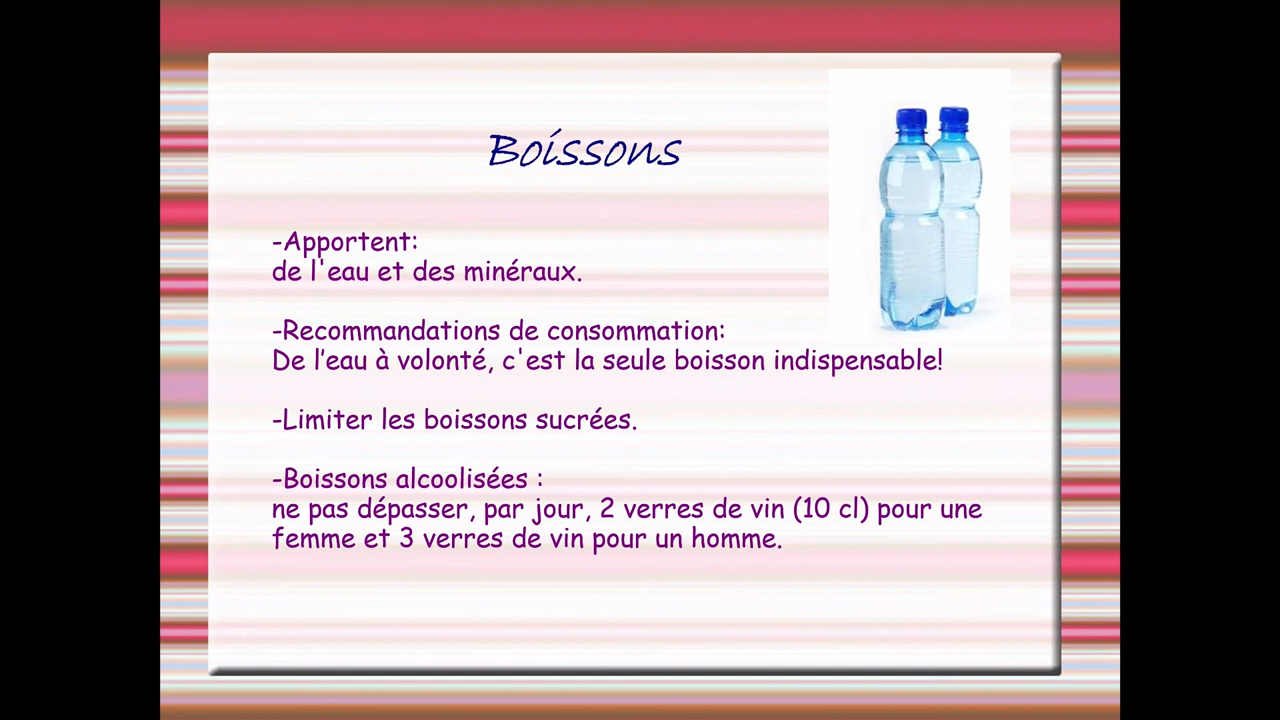 Boissons
-Apportent:
de l'eau et des minéraux.
-Recommandations de consommation:
De l’eau à volonté, c'est la seule boisson indispensable!
-Limiter les boissons sucrées.
-Boissons alcoolisées :
ne pas dépasser, par jour, 2 verres de vin (10 cl) pour une
femme et 3 verres de vin pour un homme.